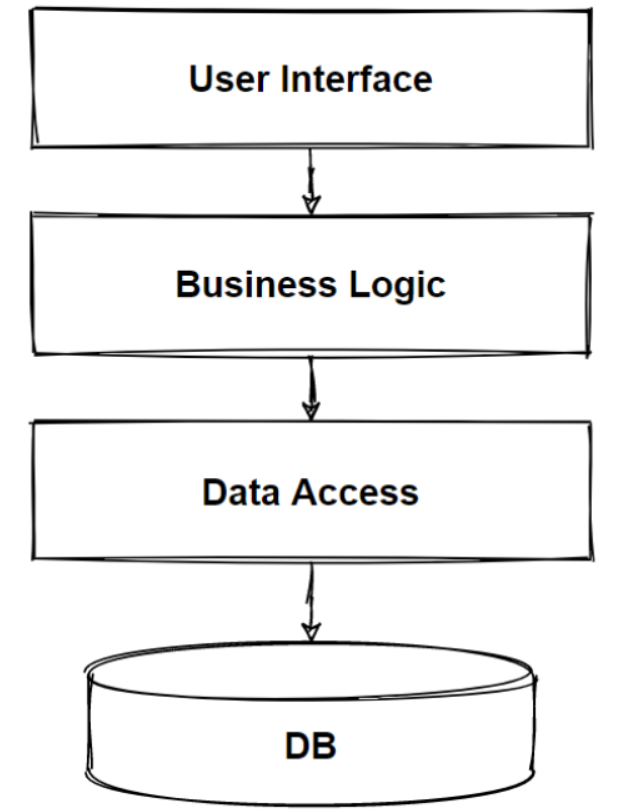 User Interface
Business Logic
Data Access
DB